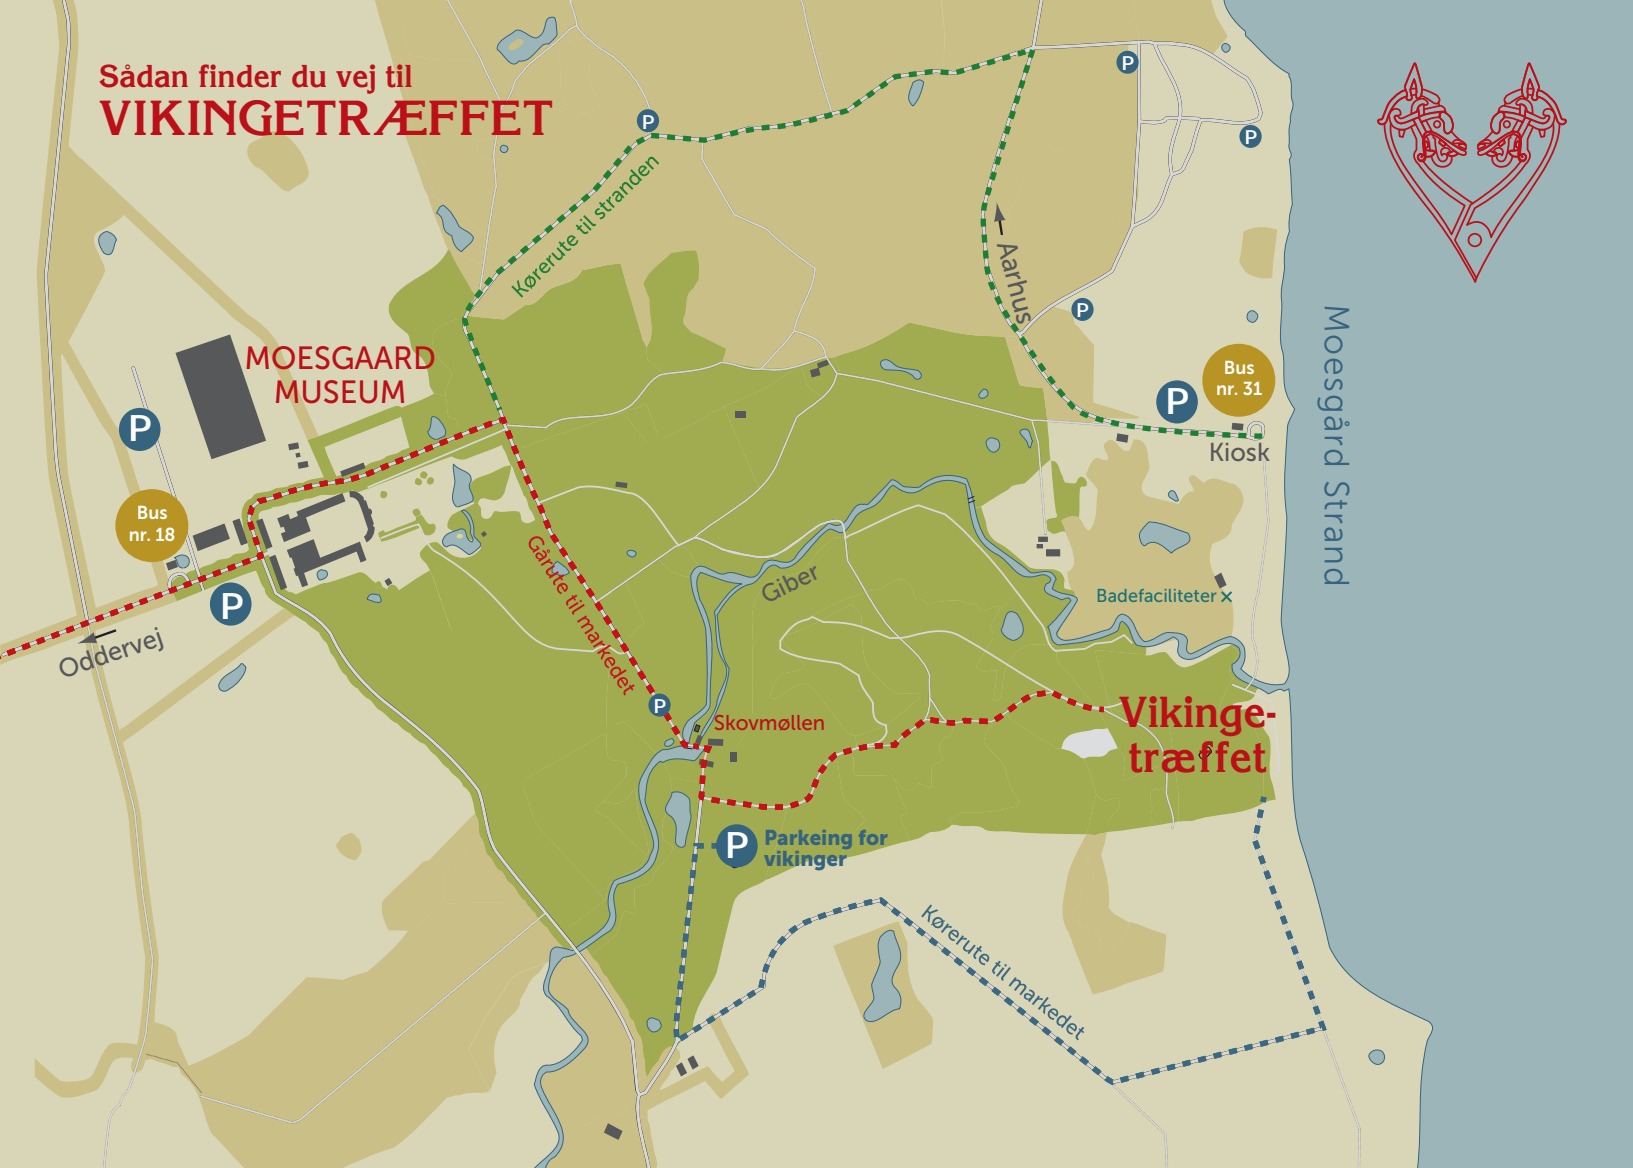 Sådan finder du vej til
VIKINGETRÆFFET
P
P
P
Kørerute til stranden
Aarhus
P
Moesgård Strand
MOESGAARD
MUSEUM
P
Bus
nr. 31
P
Kiosk
P
Bus
nr. 18
P
Oddervej
Gårute til markedet
Giber
Badefaciliteter
P
Skovmøllen
Vikinge-
træffet
P
Parkeing for
vikinger
Kørerute til markedet